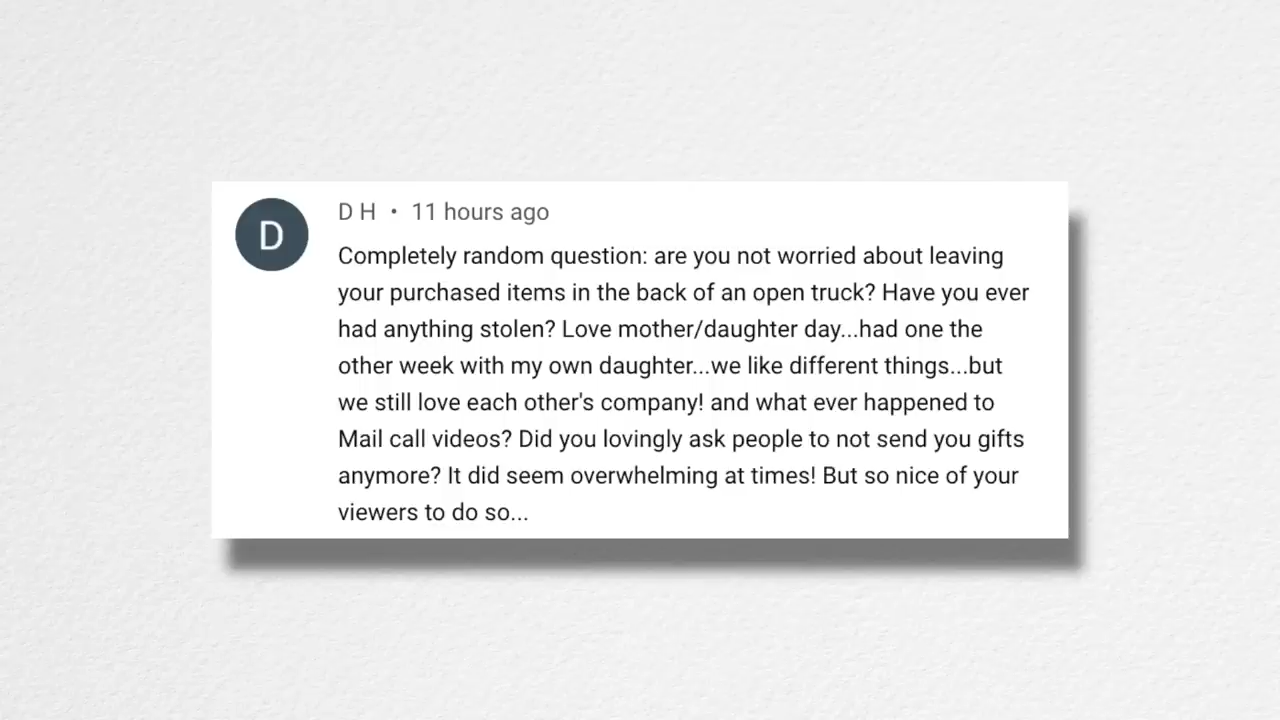 D
D H • 11 hours ago
Completely random question: are you not worried about leaving
your purchased items in the back of an open truck? Have you ever
had anything stolen? Love mother/daughter day...had one the
other week with my own daughter...we like different things...but
we still love each other's company! and what ever happened to
Mail call videos? Did you lovingly ask people to not send you gifts
anymore? It did seem overwhelming at times! But so nice of your
viewers to do so...